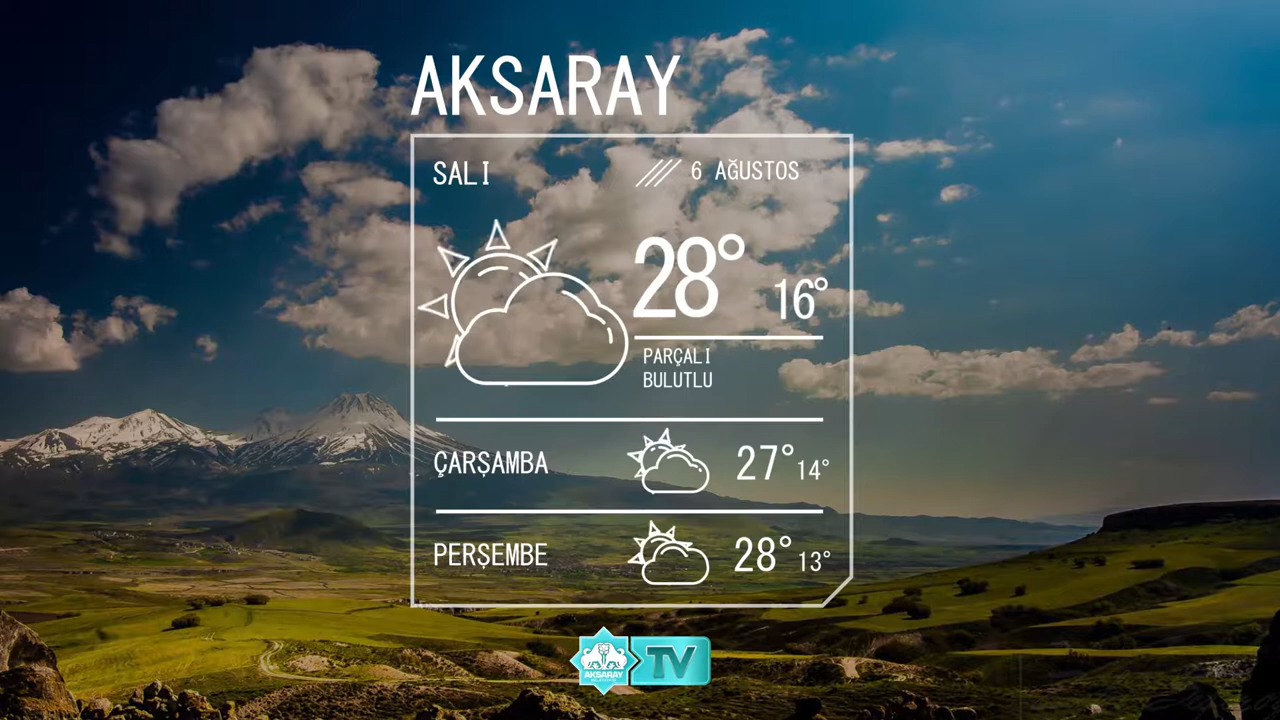 AKSARAY
SALI
6 AĞUSTOS
28°
16°
PARÇALI
BULUTLU
ÇARŞAMBA
27° 14°
PERŞEMBE
28° 13°
AKSARAY
TV